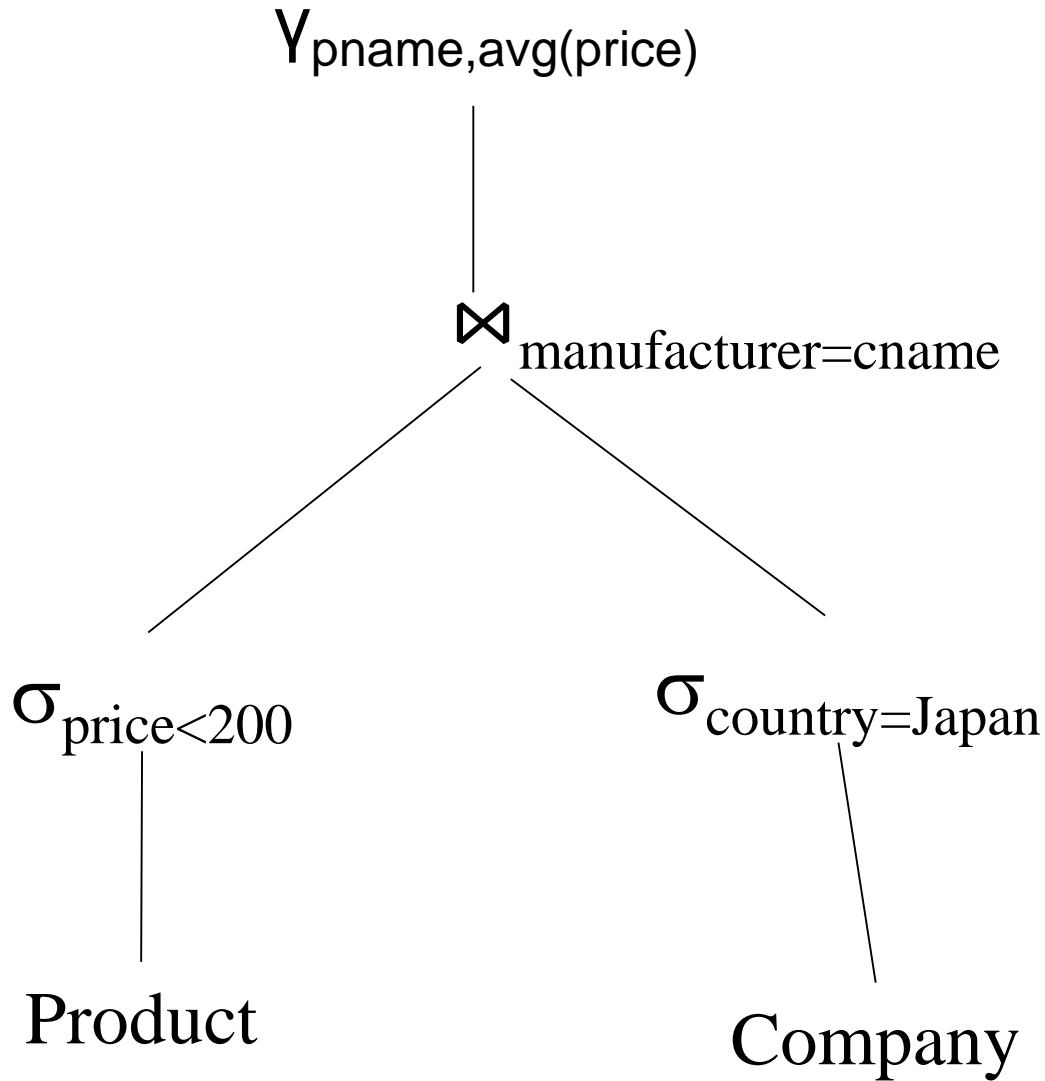 γpname,avg(price)
⋈ manufacturer=cname
σprice<200
σcountry=Japan
Product
Company